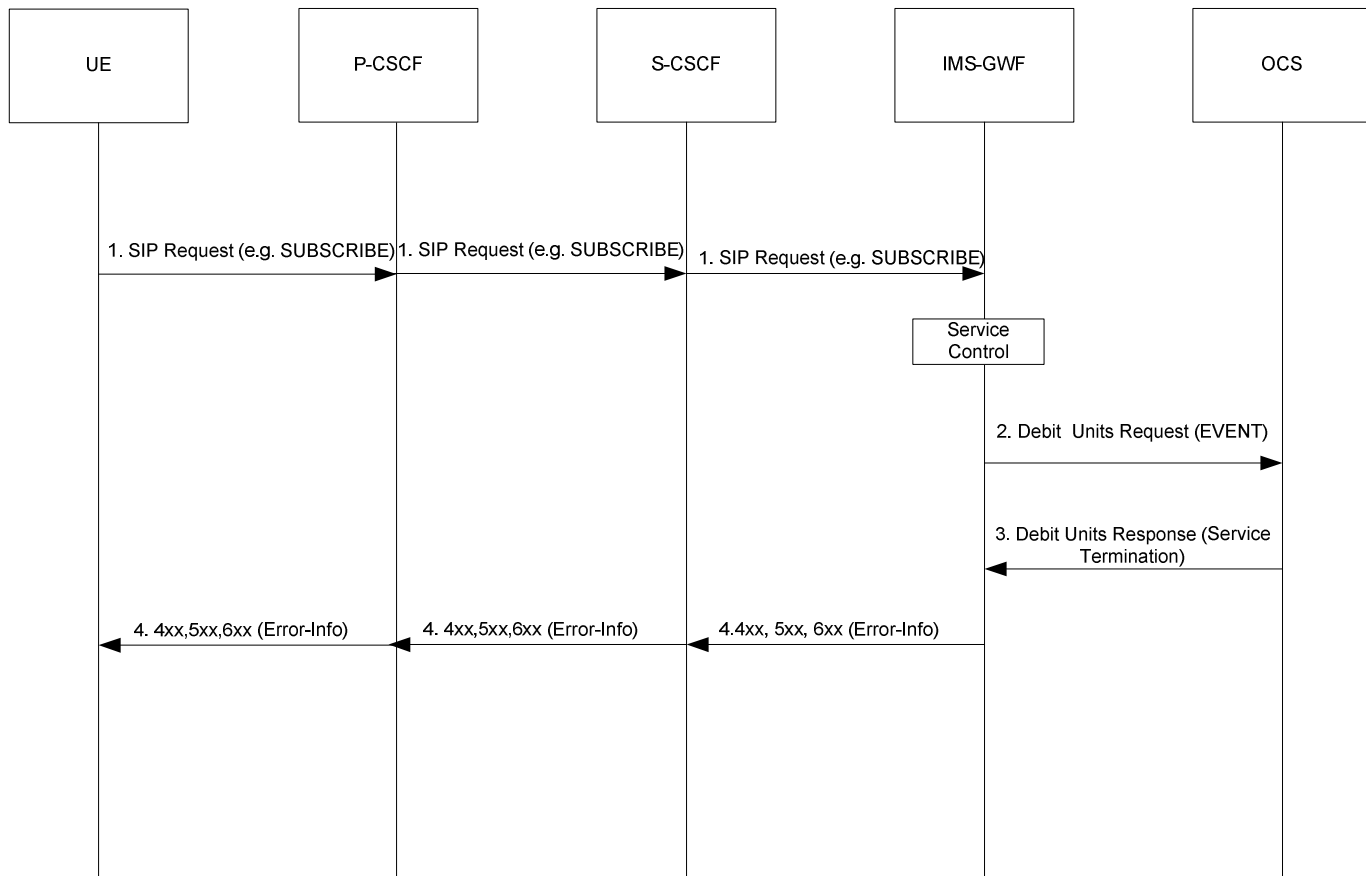 UE
P-CSCF
S-CSCF
IMS-GWF
OCS
1. SIP Request (e.g. SUBSCRIBE)
1. SIP Request (e.g. SUBSCRIBE)
1. SIP Request (e.g. SUBSCRIBE)
Service
Control
2. Debit Units Request (EVENT)
3. Debit Units Response (Service
Termination)
4. 4xx,5xx,6xx (Error-Info)
4. 4xx,5xx,6xx (Error-Info)
4.4xx, 5xx, 6xx (Error-Info)